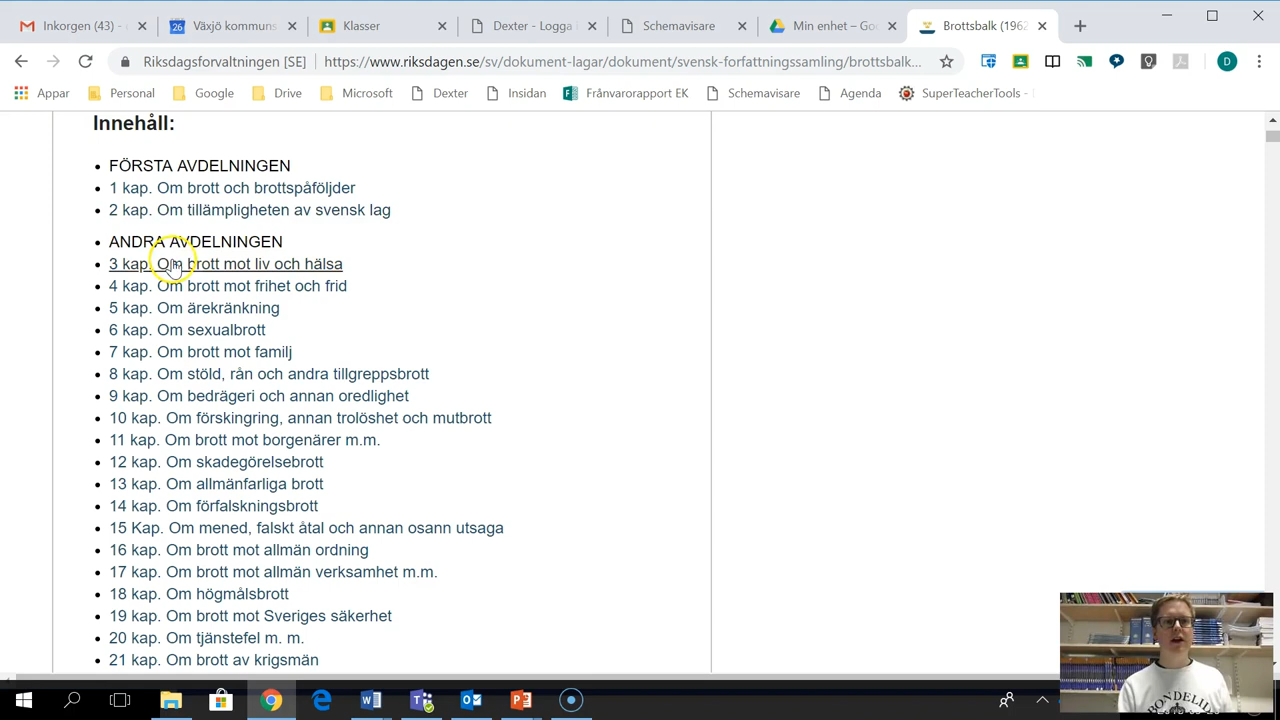 Inkorgen (43) -
Växjö kommuns
Klasser
Dexter - Logga
Schemavisare
Min enhet – Goo
Brottsbalk (1962
Riksdagsforvaltningen [SE]
https://www.riksdagen.se/sv/dokument-lagar/dokument/svensk-forfattningssamling/brottsbalk...
D
Appar
Personal
Google
Drive
Microsoft
Dexter
Insidan
Frånvarorapport EK
Schemavisare
Agenda
SuperTeacherTools -
Innehåll:
FÖRSTA AVDELNINGEN
1 kap. Om brott och brottspåföljder
2 kap. Om tillämpligheten av svensk lag
ANDRA AVDELNINGEN
3 kap. Om brott mot liv och hälsa
4 kap. Om brott mot frihet och frid
5 kap. Om ärekränkning
6 kap. Om sexualbrott
7 kap. Om brott mot familj
8 kap. Om stöld, rån och andra tillgreppsbrott
9 kap. Om bedrägeri och annan oredlighet
10 kap. Om förskingring, annan trolöshet och mutbrott
11 kap. Om brott mot borgenärer m.m.
12 kap. Om skadegörelsebrott
13 kap. Om allmänfarliga brott
14 kap. Om förfalskningsbrott
15 Kap. Om mened, falskt åtal och annan osann utsaga
16 kap. Om brott mot allmän ordning
17 kap. Om brott mot allmän verksamhet m.m.
18 kap. Om högmålsbrott
19 kap. Om brott mot Sveriges säkerhet
20 kap. Om tjänstefel m. m.
21 kap. Om brott av krigsmän